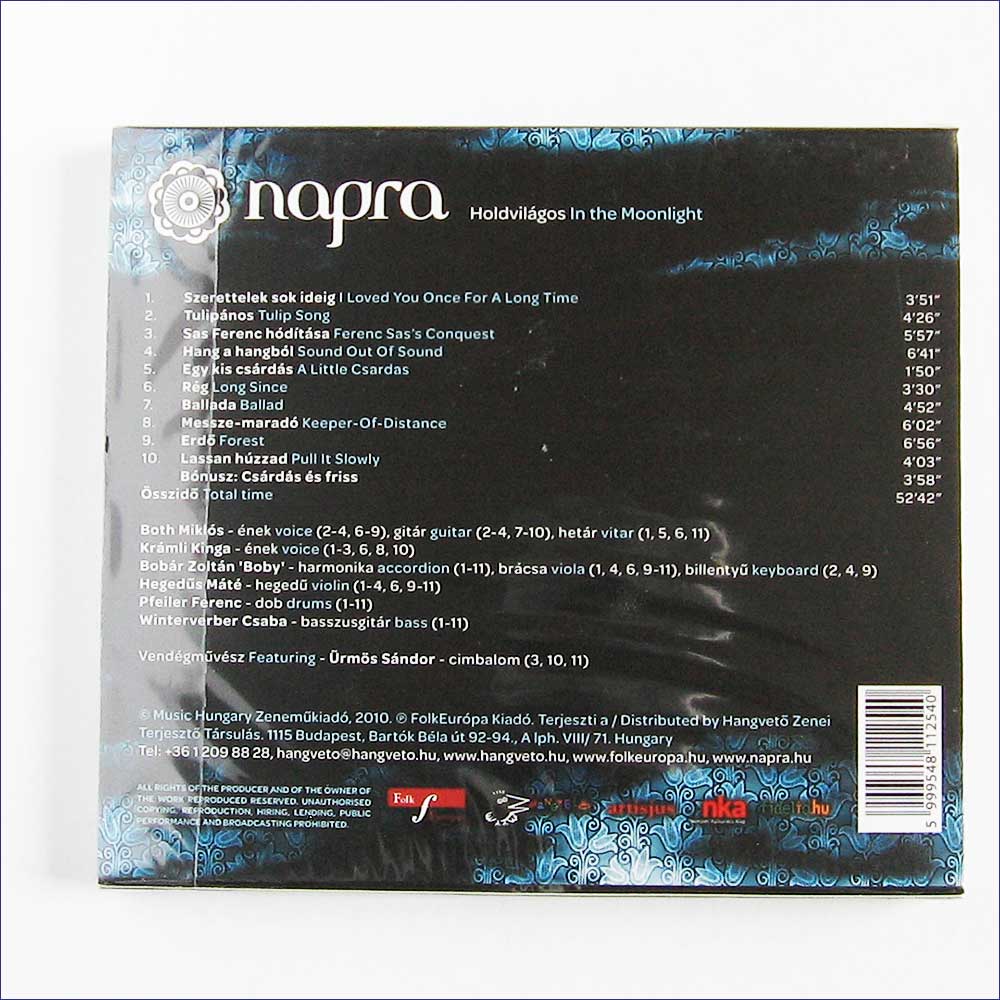 napra Holdvilágos In the Moonlight
1. Szerettelek sok ideig I Loved You Once For A Long Time 3'51"
2. Tulipános Tulip Song 4'26"
3. Sas Ferenc hódítása Ferenc Sas's Conquest 5'57"
4. Hang a hangból Sound Out Of Sound 6'41"
5. Egy kis csárdás A Little Csardas 1'50"
6. Rég Long Since 3'30"
7. Ballada Ballad 4'52"
8. Messze-maradó Keeper-Of-Distance 6'02"
9. Erdő Forest 6'56"
10. Lassan húzzad Pull It Slowly 4'03"
Bónusz: Csárdás és friss 3'58"
Összidő Total time 52'42"
Both Miklós - ének voice (2-4, 6-9), gitár guitar (2-4, 7-10), hetár vitar (1, 5, 6, 11)
Krámli Kinga - ének voice (1-3, 6, 8, 10)
Bobár Zoltán 'Boby' - harmonika accordion (1-11), brácsa viola (1, 4, 6, 9-11), billentyű keyboard (2, 4, 9)
Hegedűs Máté - hegedű violin (1-4, 6, 9-11)
Pfeiler Ferenc - dob drums (1-11)
Winterverber Csaba - basszusgitár bass (1-11)
Vendégművész Featuring - Ürmös Sándor - cimbalom (3, 10, 11)
© Music Hungary Zeneműkiadó, 2010. ℗ FolkEurópa Kiadó. Terjeszti a / Distributed by Hangvető Zenei
Terjesztő Társulás. 1115 Budapest, Bartók Béla út 92-94., A lph. VIII/ 71. Hungary
Tel: +36 1 209 88 28, hangveto@hangveto.hu, www.hangveto.hu, www.folkeuropa.hu, www.napra.hu
ALL RIGHTS OF THE PRODUCER AND OF THE OWNER OF
THE WORK REPRODUCED RESERVED. UNAUTHORISED
COPYING, REPRODUCTION, HIRING, LENDING, PUBLIC
PERFORMANCE AND BROADCASTING PROHIBITED.
Folk
artisjus
nka
fidelio.hu
5 999548 112540